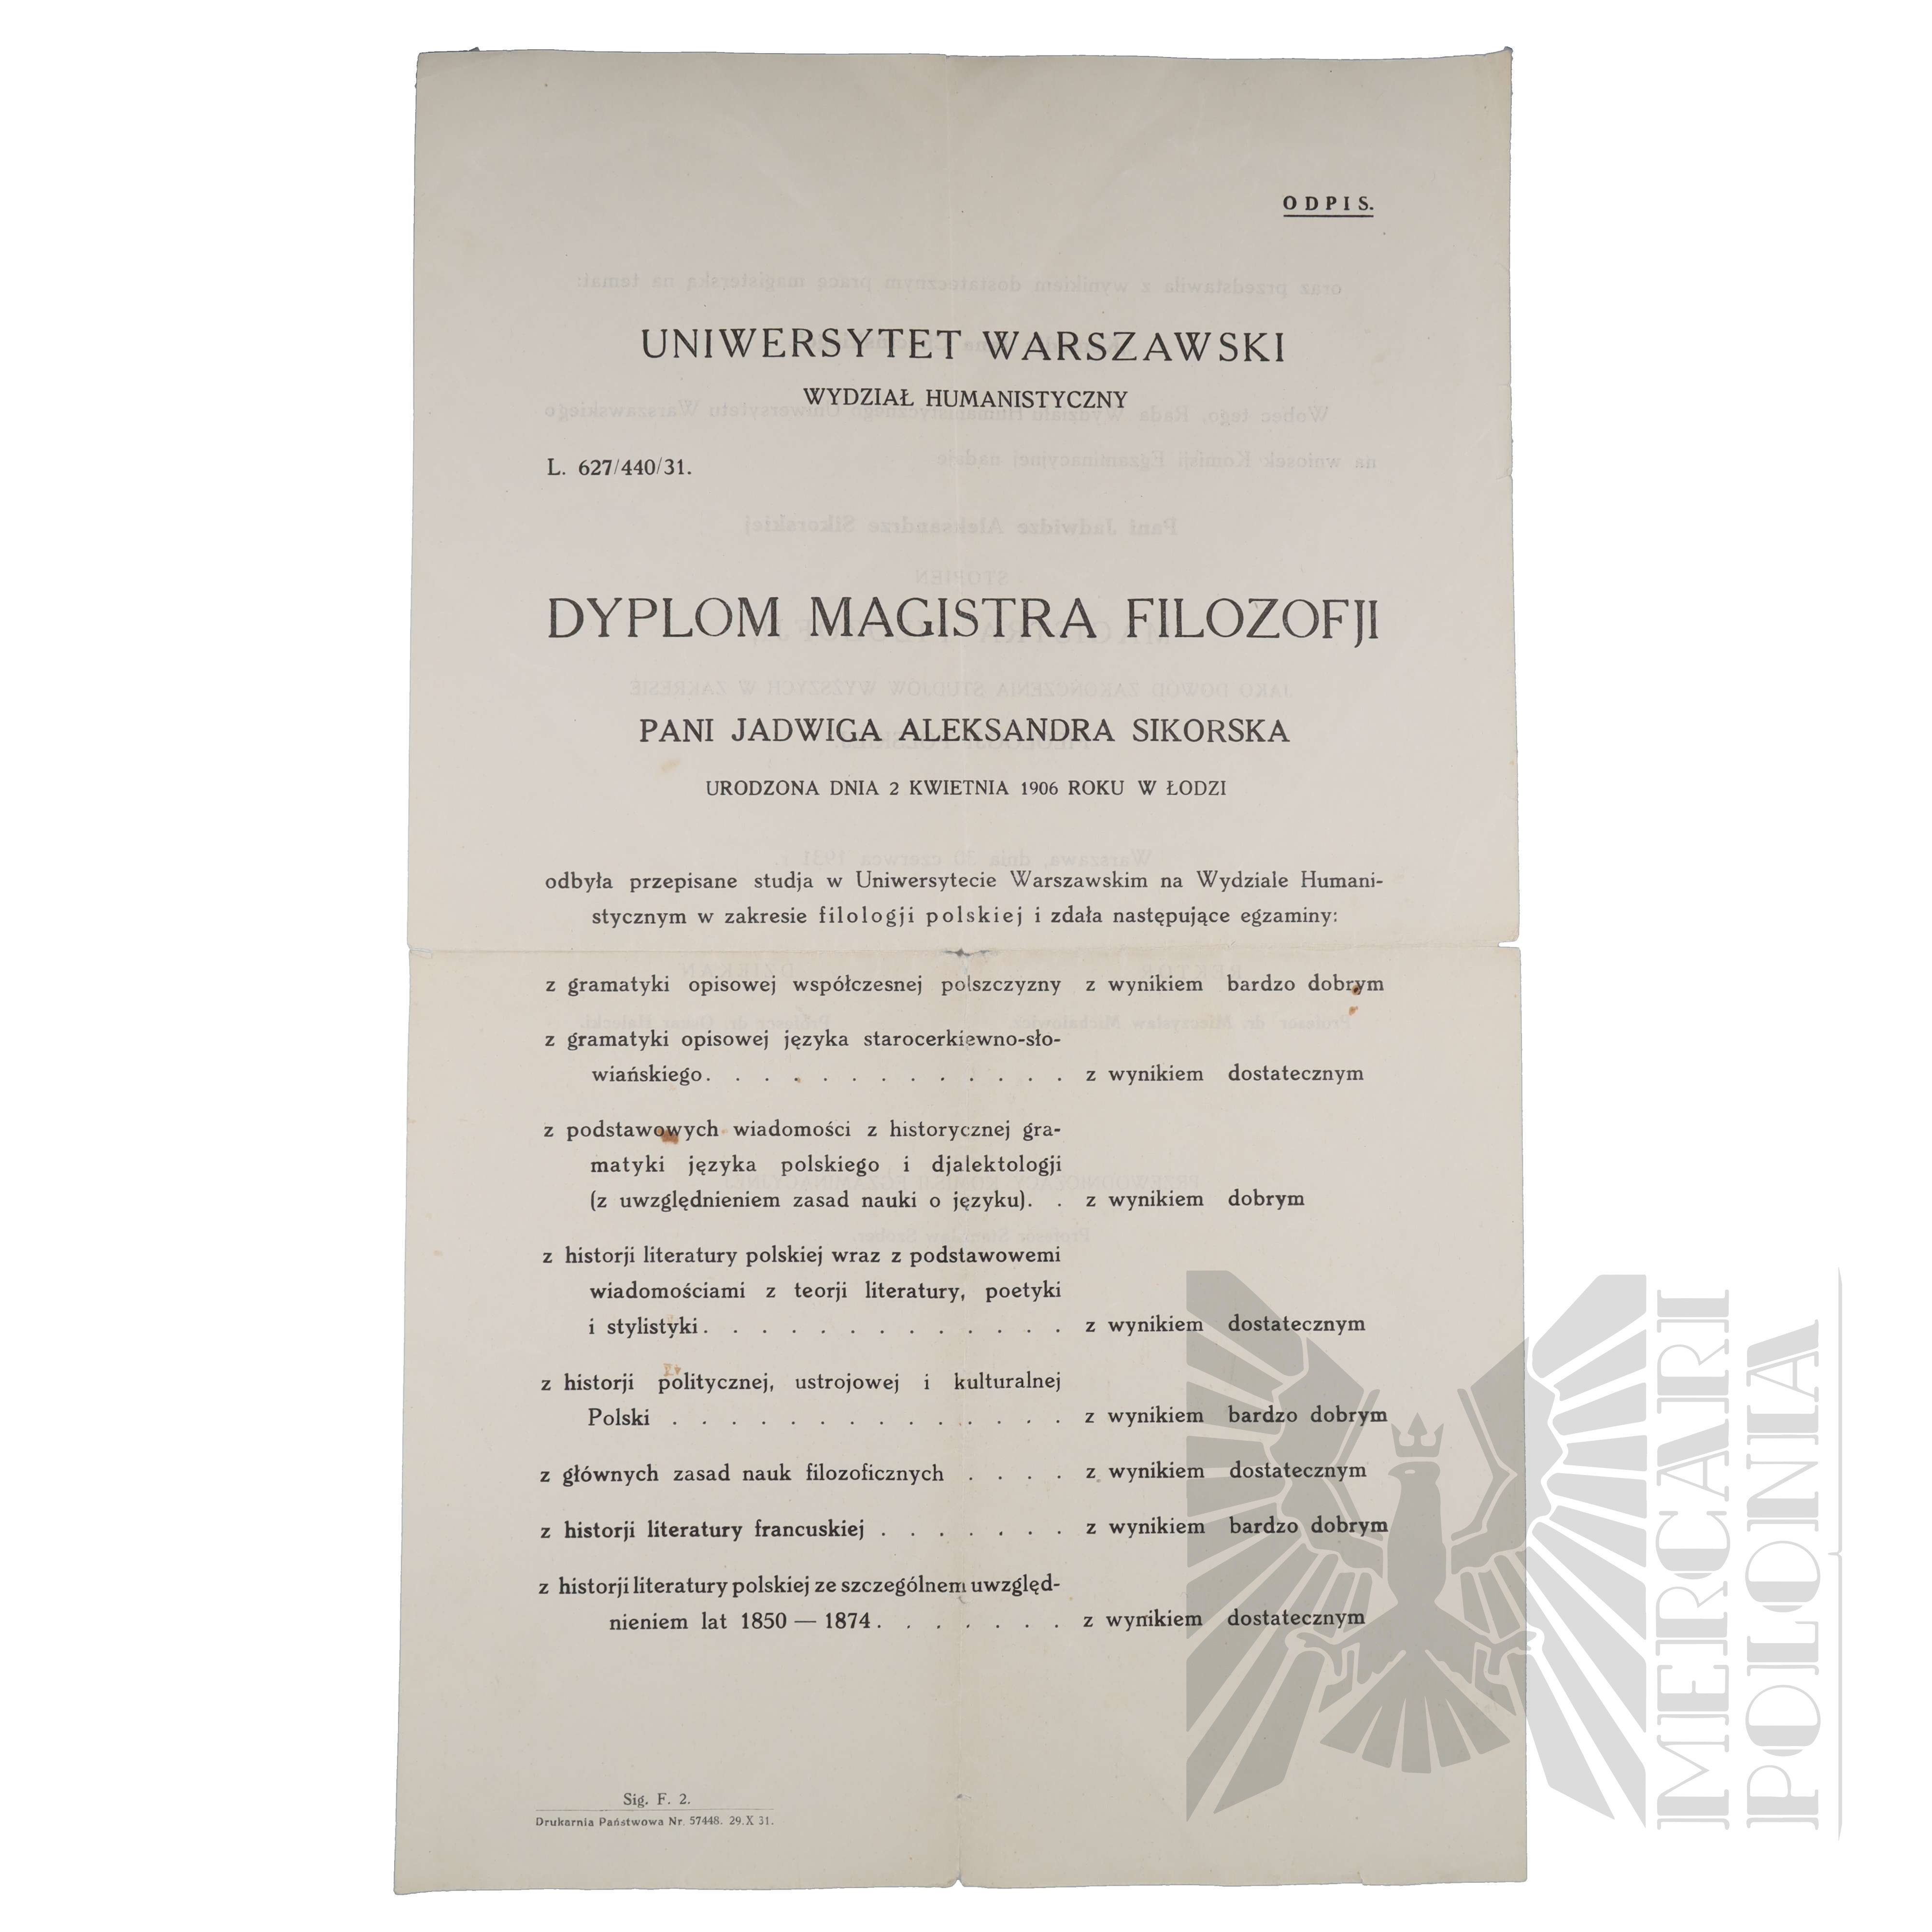 ODPIS.
UNIWERSYTET WARSZAWSKI
WYDZIAŁ HUMANISTYCZNY
L. 627/440/31.
DYPLOM MAGISTRA FILOZOFJI
PANI JADWIGA ALEKSANDRA SIKORSKA
URODZONA DNIA 2 KWIETNIA 1906 ROKU W ŁODZI
odbyła przepisane studja w Uniwersytecie Warszawskim na Wydziale Humani-
stycznym w zakresie filologji polskiej i zdała następujące egzaminy:
z gramatyki opisowej współczesnej polszczyzny z wynikiem bardzo dobrym
z gramatyki opisowej języka starocerkiewno-sło-
wiańskiego. . . . . . . . . . . . . z wynikiem dostatecznym
z podstawowych wiadomości z historycznej gra-
matyki języka polskiego i djalektologji
(z uwzględnieniem zasad nauki o języku). . z wynikiem dobrym
z historji literatury polskiej wraz z podstawowemi
wiadomościami z teorji literatury, poetyki
i stylistyki. . . . . . . . . . . . . z wynikiem dostatecznym
z historji politycznej, ustrojowej i kulturalnej
Polski . . . . . . . . . . . . . . z wynikiem bardzo dobrym
z głównych zasad nauk filozoficznych . . . . z wynikiem dostatecznym
z historji literatury francuskiej . . . . . . . z wynikiem bardzo dobrym
z historji literatury polskiej ze szczególnem uwzględ-
nieniem lat 1850 — 1874. . . . . . . z wynikiem dostatecznym
Sig. F. 2.
Drukarnia Państwowa Nr. 57448. 29.X 31.
MERCARI
POLONIA